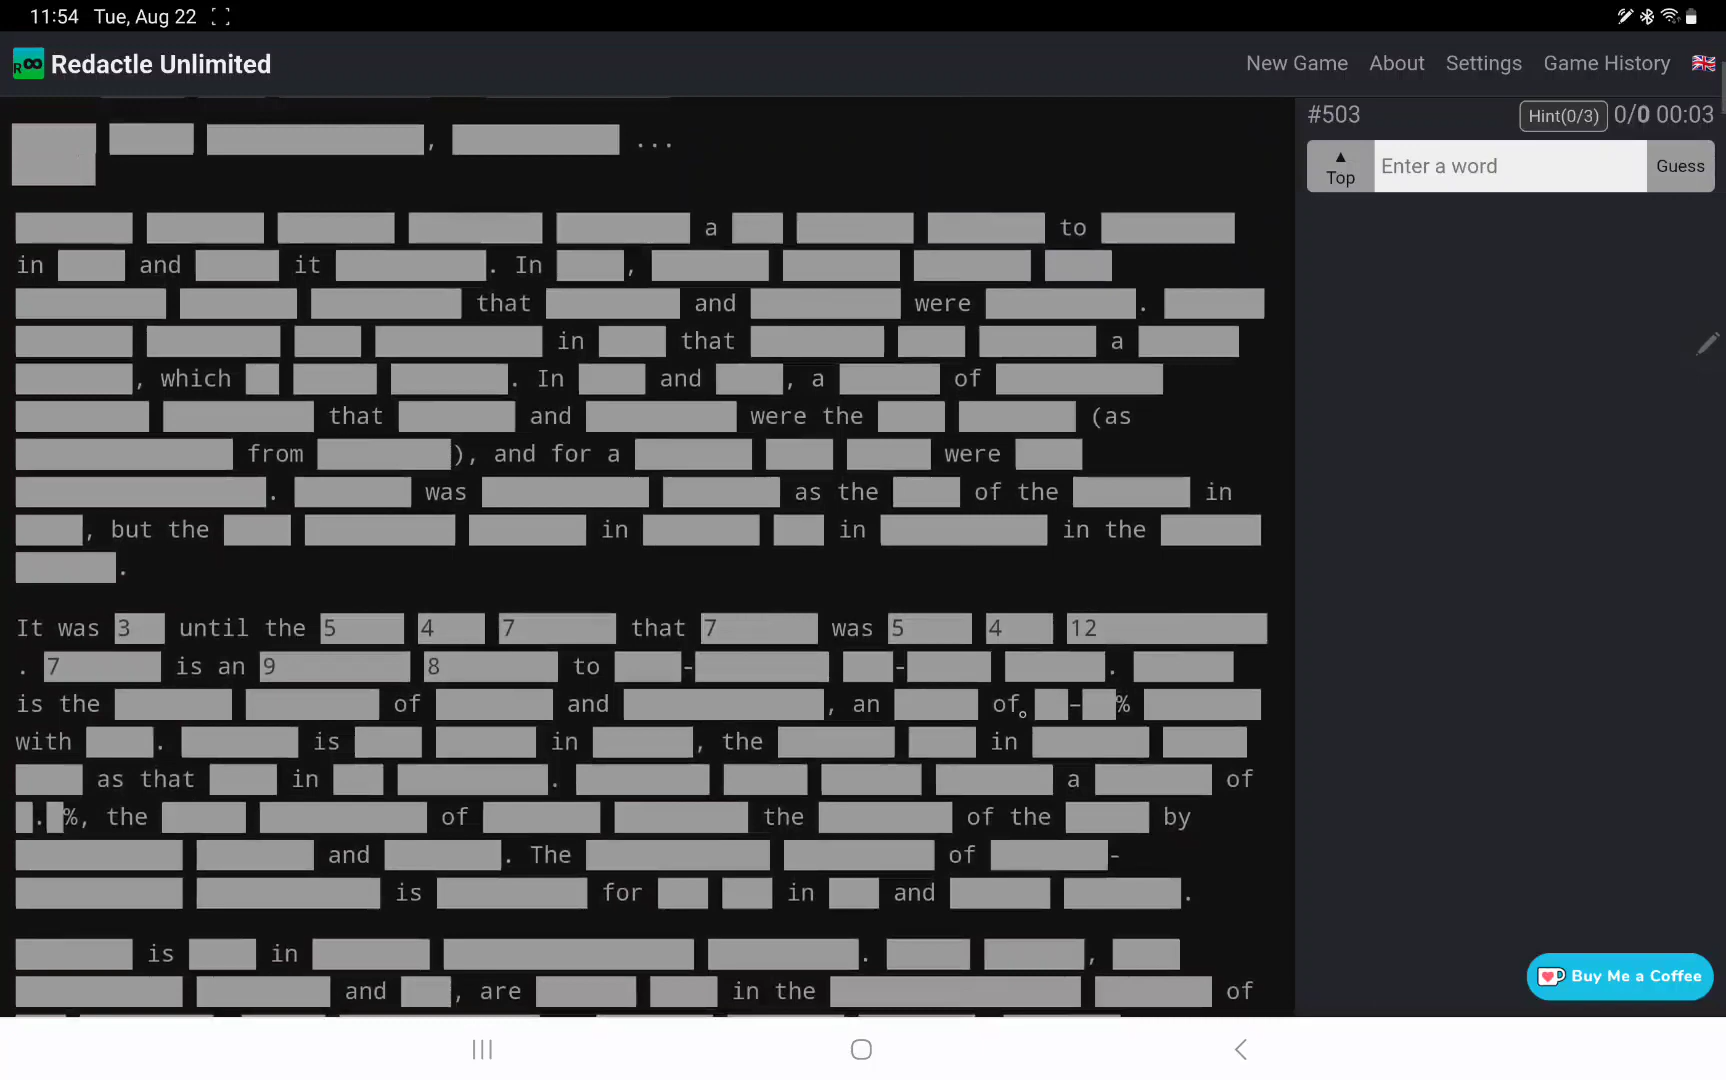 11:54 Tue, Aug 22
R∞ Redactle Unlimited
New Game About Settings Game History
#503 Hint(0/3) 0/0 00:03
▲ Top Enter a word Guess
, ...
a to
in and it . In ,
that and were .
in that a
, which . In and , a of
that and were the (as
from ), and for a were
. was as the of the in
, but the in in in the
.
It was 3 until the 5 4 7 that 7 was 5 4 12
. 7 is an 9 8 to - - .
is the of and , an of - %
with . is in , the in
as that in . a of
. %, the of the of the by
and . The of -
is for in and .
is in . ,
and , are in the of
Buy Me a Coffee